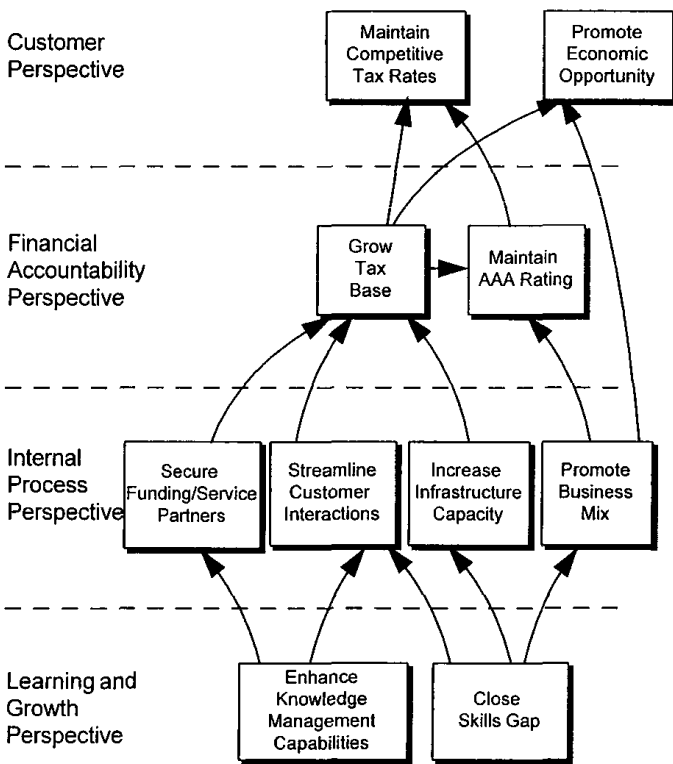 Customer
Perspective
Maintain
Competitive
Tax Rates
Promote
Economic
Opportunity
Financial
Accountability
Perspective
Grow
Tax
Base
Maintain
AAA Rating
Internal
Process
Perspective
Secure
Funding/Service
Partners
Streamline
Customer
Interactions
Increase
Infrastructure
Capacity
Promote
Business
Mix
Learning and
Growth
Perspective
Enhance
Knowledge
Management
Capabilities
Close
Skills Gap